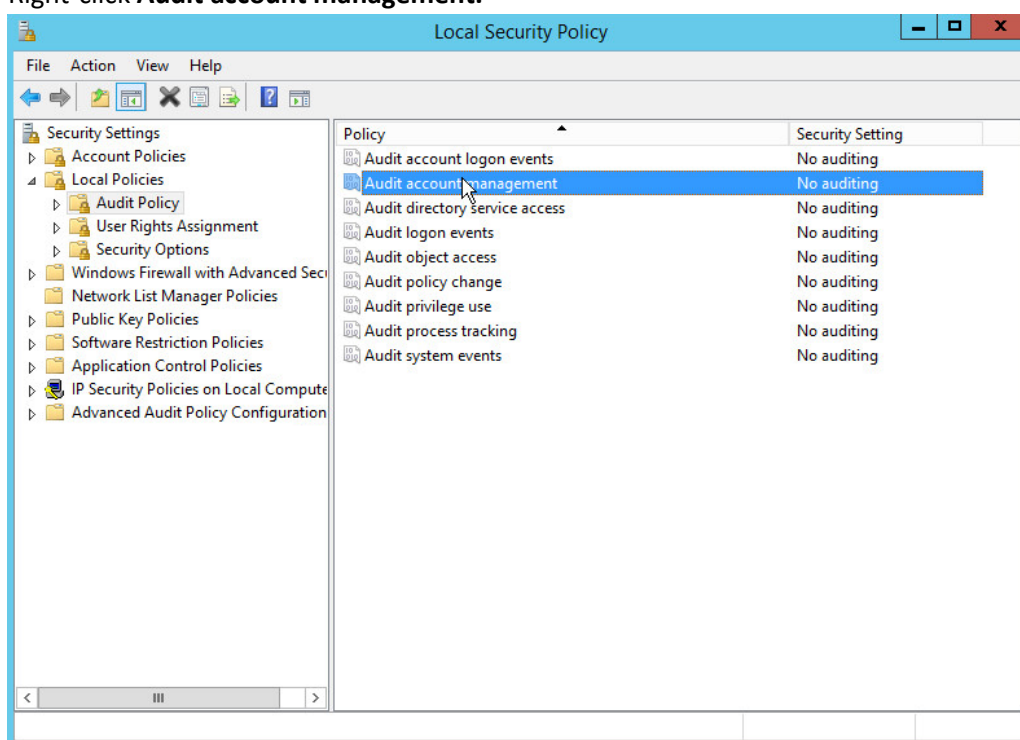 Right-click Audit account management.
Local Security Policy
File Action View Help
Security Settings
Account Policies
Local Policies
Audit Policy
User Rights Assignment
Security Options
Windows Firewall with Advanced Secu
Network List Manager Policies
Public Key Policies
Software Restriction Policies
Application Control Policies
IP Security Policies on Local Compute
Advanced Audit Policy Configuration
Policy Security Setting
Audit account logon events No auditing
Audit account management No auditing
Audit directory service access No auditing
Audit logon events No auditing
Audit object access No auditing
Audit policy change No auditing
Audit privilege use No auditing
Audit process tracking No auditing
Audit system events No auditing